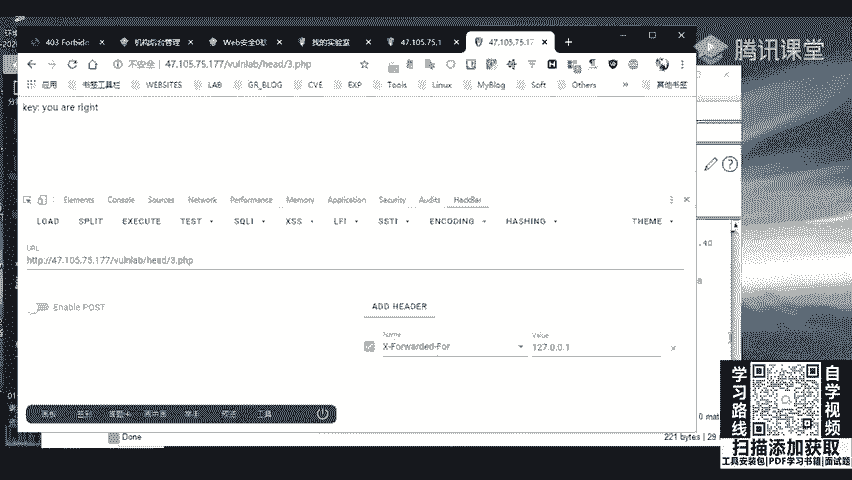 403 Forbidd
机构后台管理
Web安全0基
我的实验室
47.105.75.1
47.105.75.17
腾讯课堂
不安全 | 47.105.75.177/vulnlab/head/3.php
应用 书签工具栏 WEBSITES LAB GR_BLOG CVE EXP Tools Linux MyBlog Soft Others » 其他书签
key: you are right
Elements Console Sources Network Performance Memory Application Security Audits HackBar
LOAD SPLIT EXECUTE TEST SQLI XSS LFI SSTI ENCODING HASHING THEME
URL
http://47.105.75.177/vulnlab/head/3.php
Enable POST
ADD HEADER
Name
X-Forwarded-For
Value
127.0.0.1
工具
Done
0 mat
221 bytes | 29
学习路线
自学视频
扫描添加获取
工具安装包|PDF学习书籍|面试题